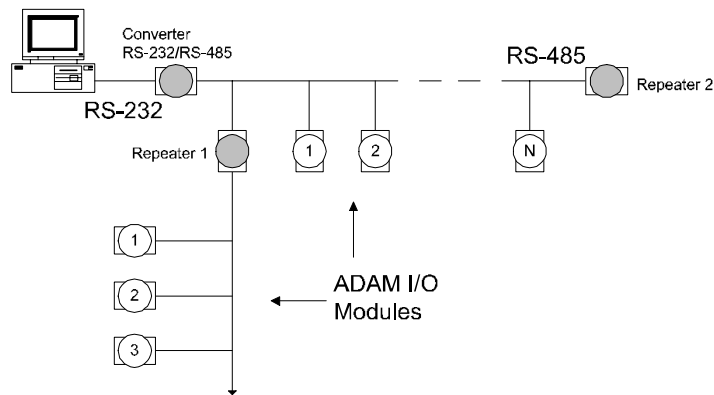 Converter
RS-232/RS-485
RS-485
Repeater 2
RS-232
Repeater 1
1
2
N
1
2
3
ADAM I/O
Modules